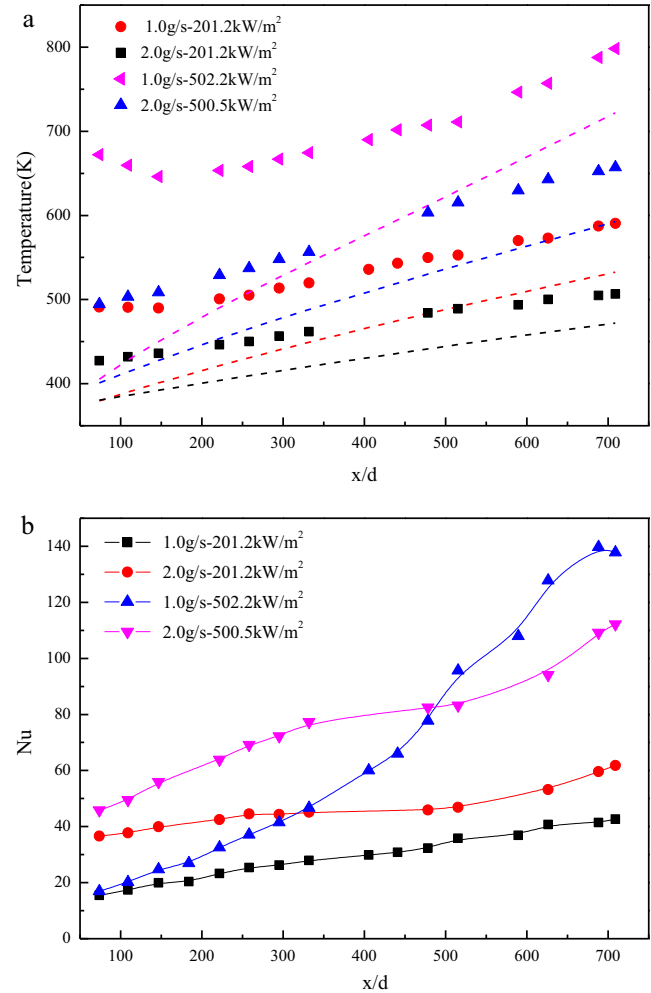 a
1.0g/s-201.2kW/m²
2.0g/s-201.2kW/m²
1.0g/s-502.2kW/m²
2.0g/s-500.5kW/m²
800
700
600
500
400
Temperature(K)
100 200 300 400 500 600 700
x/d
b
1.0g/s-201.2kW/m²
2.0g/s-201.2kW/m²
1.0g/s-502.2kW/m²
2.0g/s-500.5kW/m²
140
120
100
80
60
40
20
0
Nu
100 200 300 400 500 600 700
x/d